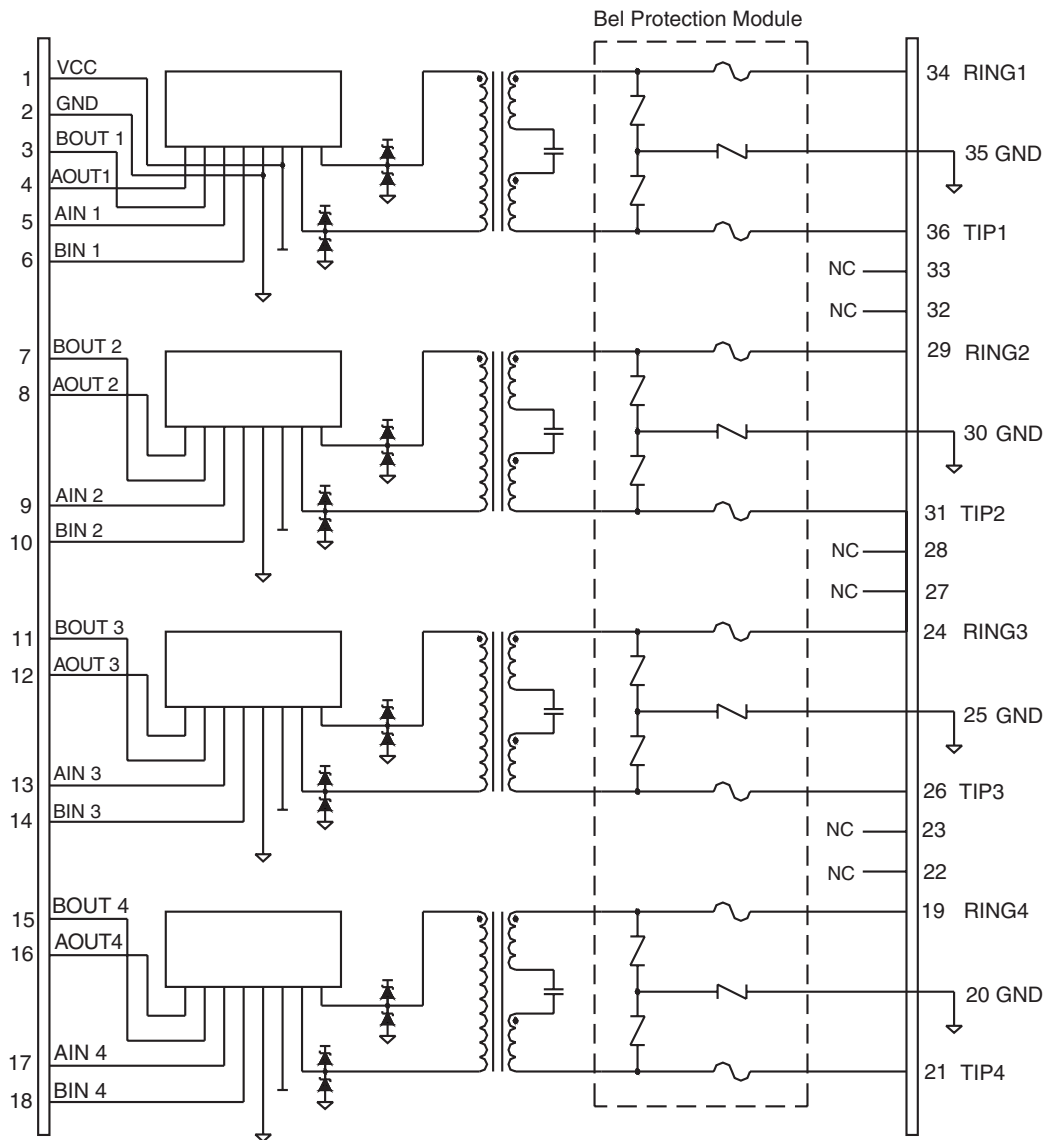 Bel Protection Module
1 VCC
2 GND
3 BOUT 1
4 AOUT1
5 AIN 1
6 BIN 1
34 RING1
35 GND
36 TIP1
NC 33
NC 32
7 BOUT 2
8 AOUT 2
9 AIN 2
10 BIN 2
29 RING2
30 GND
31 TIP2
NC 28
NC 27
11 BOUT 3
12 AOUT 3
13 AIN 3
14 BIN 3
24 RING3
25 GND
26 TIP3
NC 23
NC 22
15 BOUT 4
16 AOUT4
17 AIN 4
18 BIN 4
19 RING4
20 GND
21 TIP4